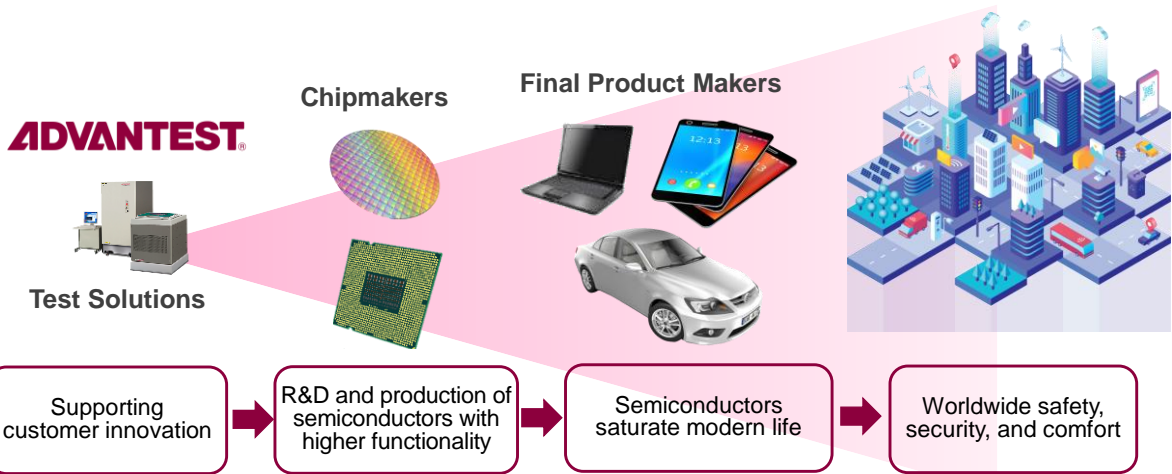 ADVANTEST®
Test Solutions
Chipmakers
Final Product Makers
12:13
Supporting
customer innovation
R&D and production of
semiconductors with
higher functionality
Semiconductors
saturate modern life
Worldwide safety,
security, and comfort